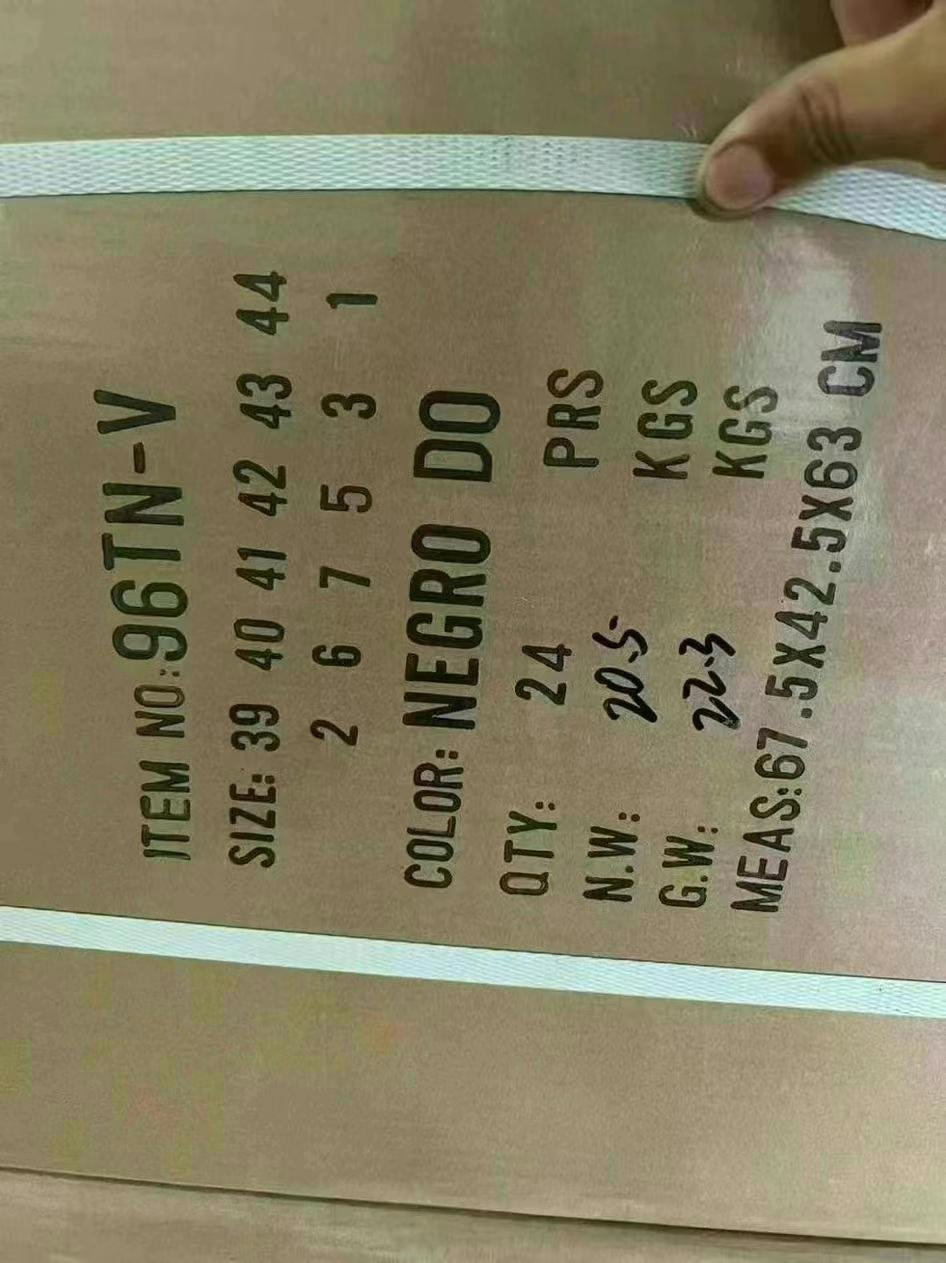 ITEM NO:96TN-V
SIZE: 39 40 41 42 43 44
2 6 7 5 3 1
COLOR: NEGRO DO
QTY: 24 PRS
N.W: 20.5 KGS
G.W: 22.3 KGS
MEAS:67.5X42.5X63 CM